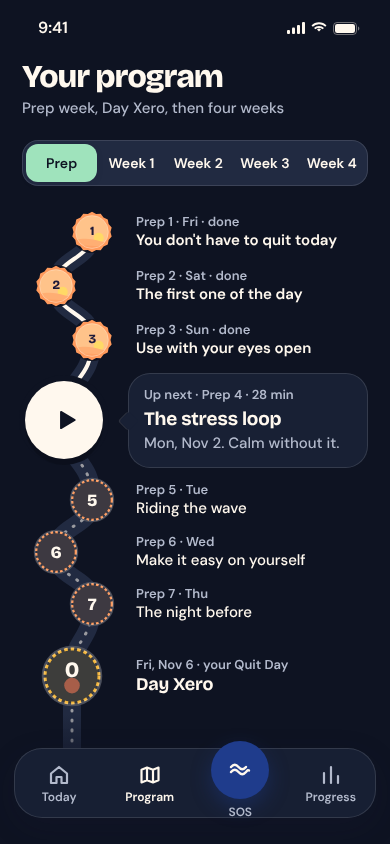 9:41
Your program
Prep week, Day Xero, then four weeks
Prep Week 1 Week 2 Week 3 Week 4
1
Prep 1 · Fri · done
You don't have to quit today
2
Prep 2 · Sat · done
The first one of the day
3
Prep 3 · Sun · done
Use with your eyes open
Up next · Prep 4 · 28 min
The stress loop
Mon, Nov 2. Calm without it.
5
Prep 5 · Tue
Riding the wave
6
Prep 6 · Wed
Make it easy on yourself
7
Prep 7 · Thu
The night before
0
Fri, Nov 6 · your Quit Day
Day Xero
Today Program SOS Progress